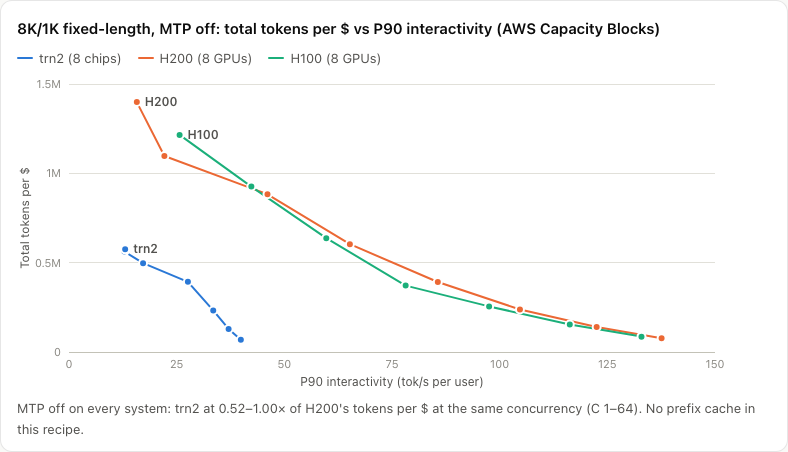 8K/1K fixed-length, MTP off: total tokens per $ vs P90 interactivity (AWS Capacity Blocks)
trn2 (8 chips) H200 (8 GPUs) H100 (8 GPUs)
1.5M
1M
0.5M
0
Total tokens per $
H200
H100
trn2
0 25 50 75 100 125 150
P90 interactivity (tok/s per user)
MTP off on every system: trn2 at 0.52–1.00× of H200's tokens per $ at the same concurrency (C 1–64). No prefix cache in
this recipe.